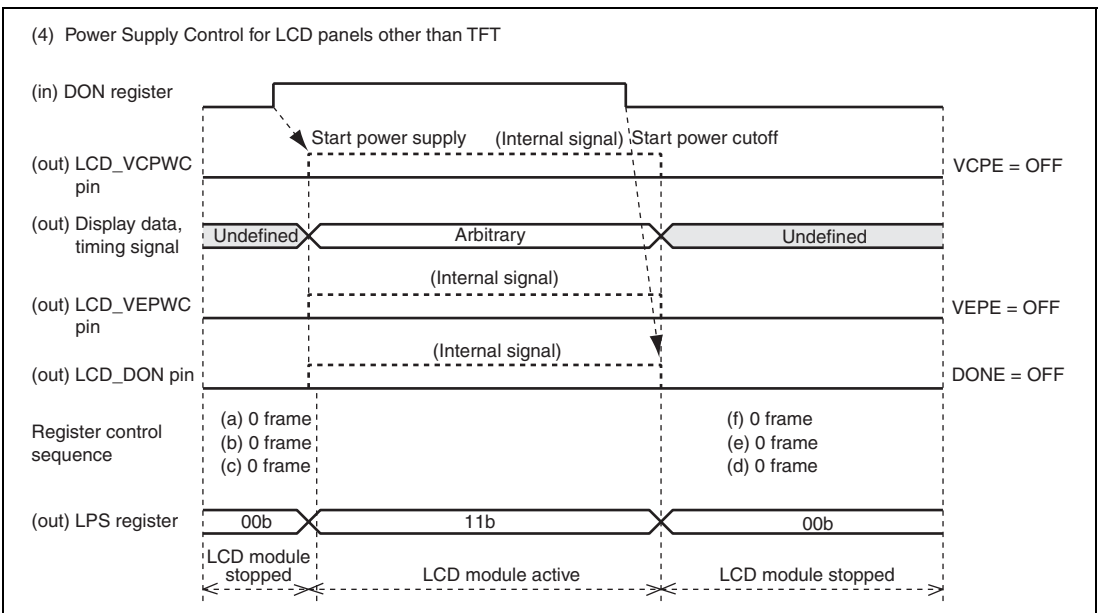 (4) Power Supply Control for LCD panels other than TFT
(in) DON register
Start power supply
(Internal signal)
Start power cutoff
(out) LCD_VCPWC
pin
VCPE = OFF
(out) Display data,
timing signal
Undefined
Arbitrary
Undefined
(Internal signal)
(out) LCD_VEPWC
pin
VEPE = OFF
(Internal signal)
(out) LCD_DON pin
DONE = OFF
Register control
sequence
(a) 0 frame
(b) 0 frame
(c) 0 frame
(f) 0 frame
(e) 0 frame
(d) 0 frame
(out) LPS register
00b
11b
00b
LCD module
stopped
LCD module active
LCD module stopped